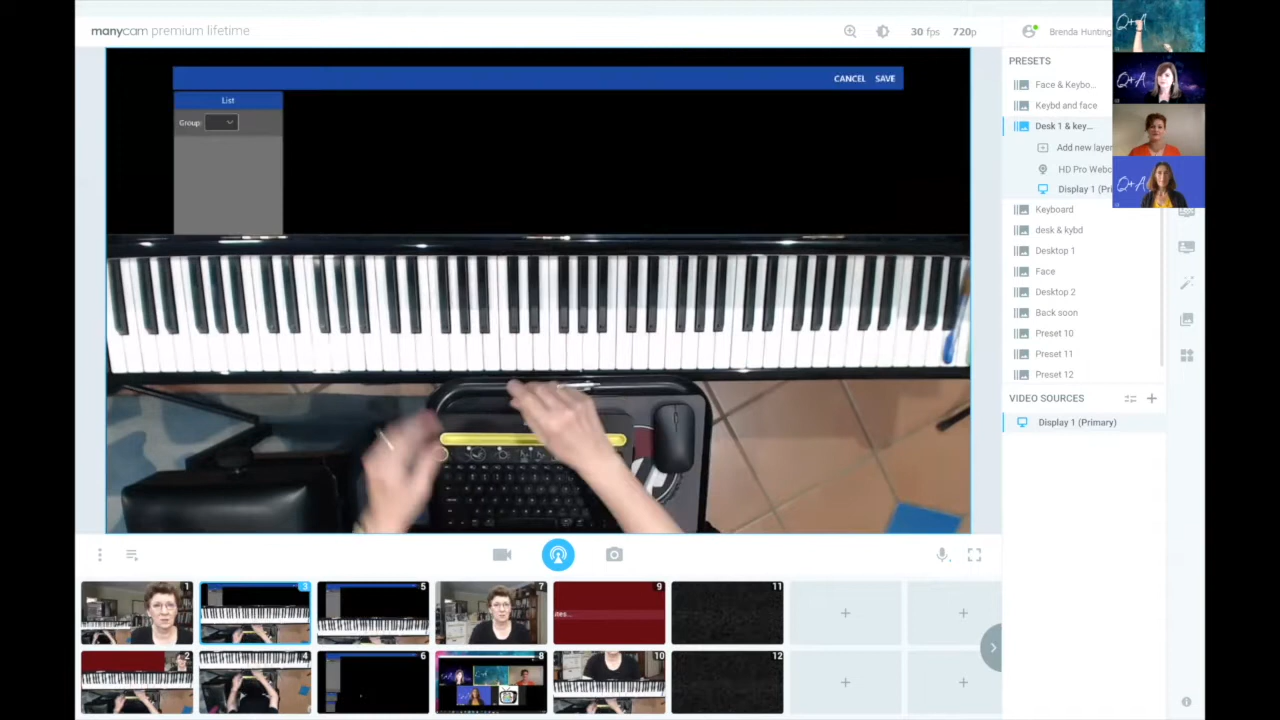 manycam premium lifetime
30 fps
720p
Brenda Hunting
CANCEL SAVE
List
Group:
PRESETS
Face & Keybo...
Keybd and face
Desk 1 & key...
Add new layer
HD Pro Webc
Display 1 (Pri
Keyboard
desk & kybd
Desktop 1
Face
Desktop 2
Back soon
Preset 10
Preset 11
Preset 12
VIDEO SOURCES
Display 1 (Primary)
Q+A
Q+A
Q+A
1
3
5
7
9
11
2
4
6
8
10
12